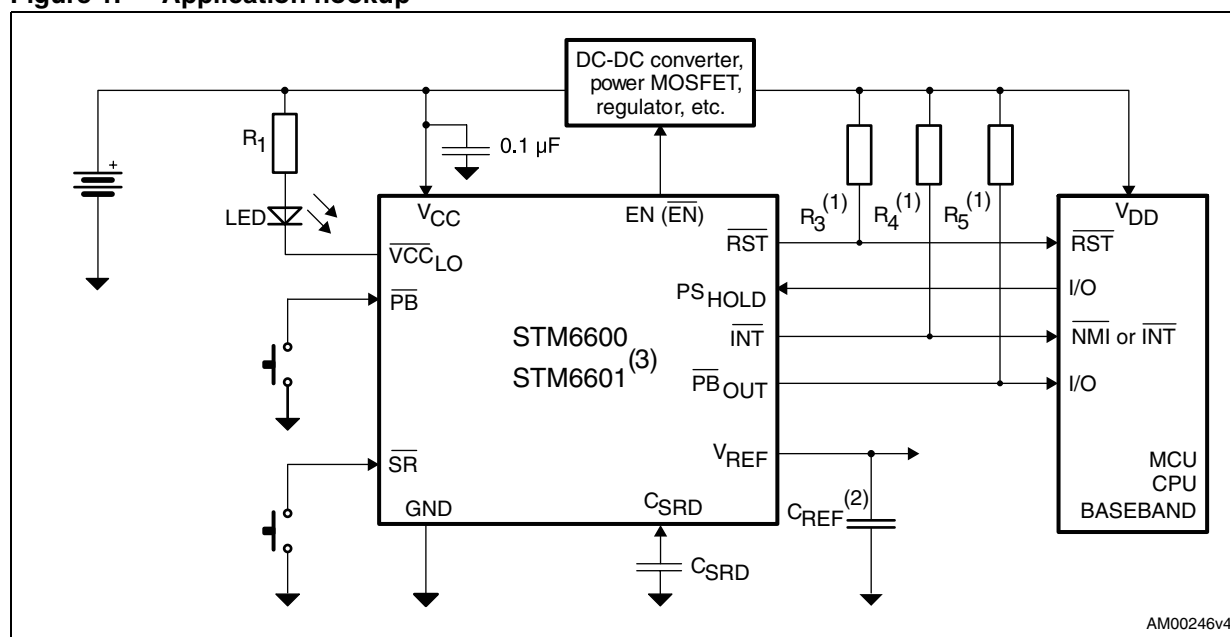 Figure 1. Application hookup
DC-DC converter,
power MOSFET,
regulator, etc.
R1
0.1 µF
+
LED
VCC
EN (EN)
R3(1)
R4(1)
R5(1)
VDD
VCCLO
RST
RST
PB
PSHOLD
I/O
STM6600
STM6601(3)
INT
NMI or INT
PBOUT
I/O
SR
VREF
MCU
CPU
BASEBAND
GND
CSRD
CREF(2)
CSRD
AM00246v4